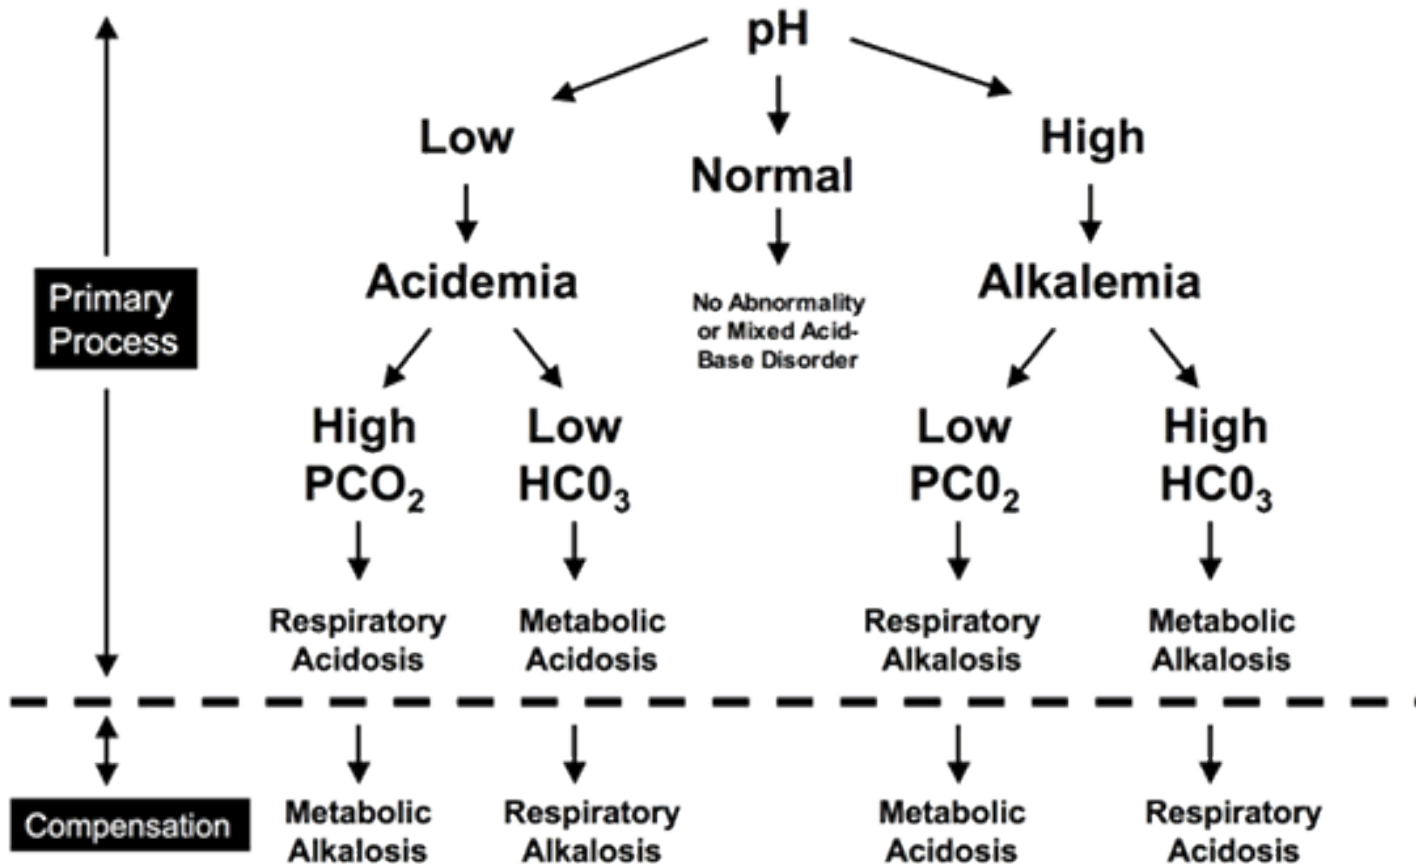 pH
Low
Normal
High
Acidemia
No Abnormality
or Mixed Acid-
Base Disorder
Alkalemia
Primary
Process
High
PCO₂
Low
HC0₃
Low
PC0₂
High
HC0₃
Respiratory
Acidosis
Metabolic
Acidosis
Respiratory
Alkalosis
Metabolic
Alkalosis
Compensation
Metabolic
Alkalosis
Respiratory
Alkalosis
Metabolic
Acidosis
Respiratory
Acidosis